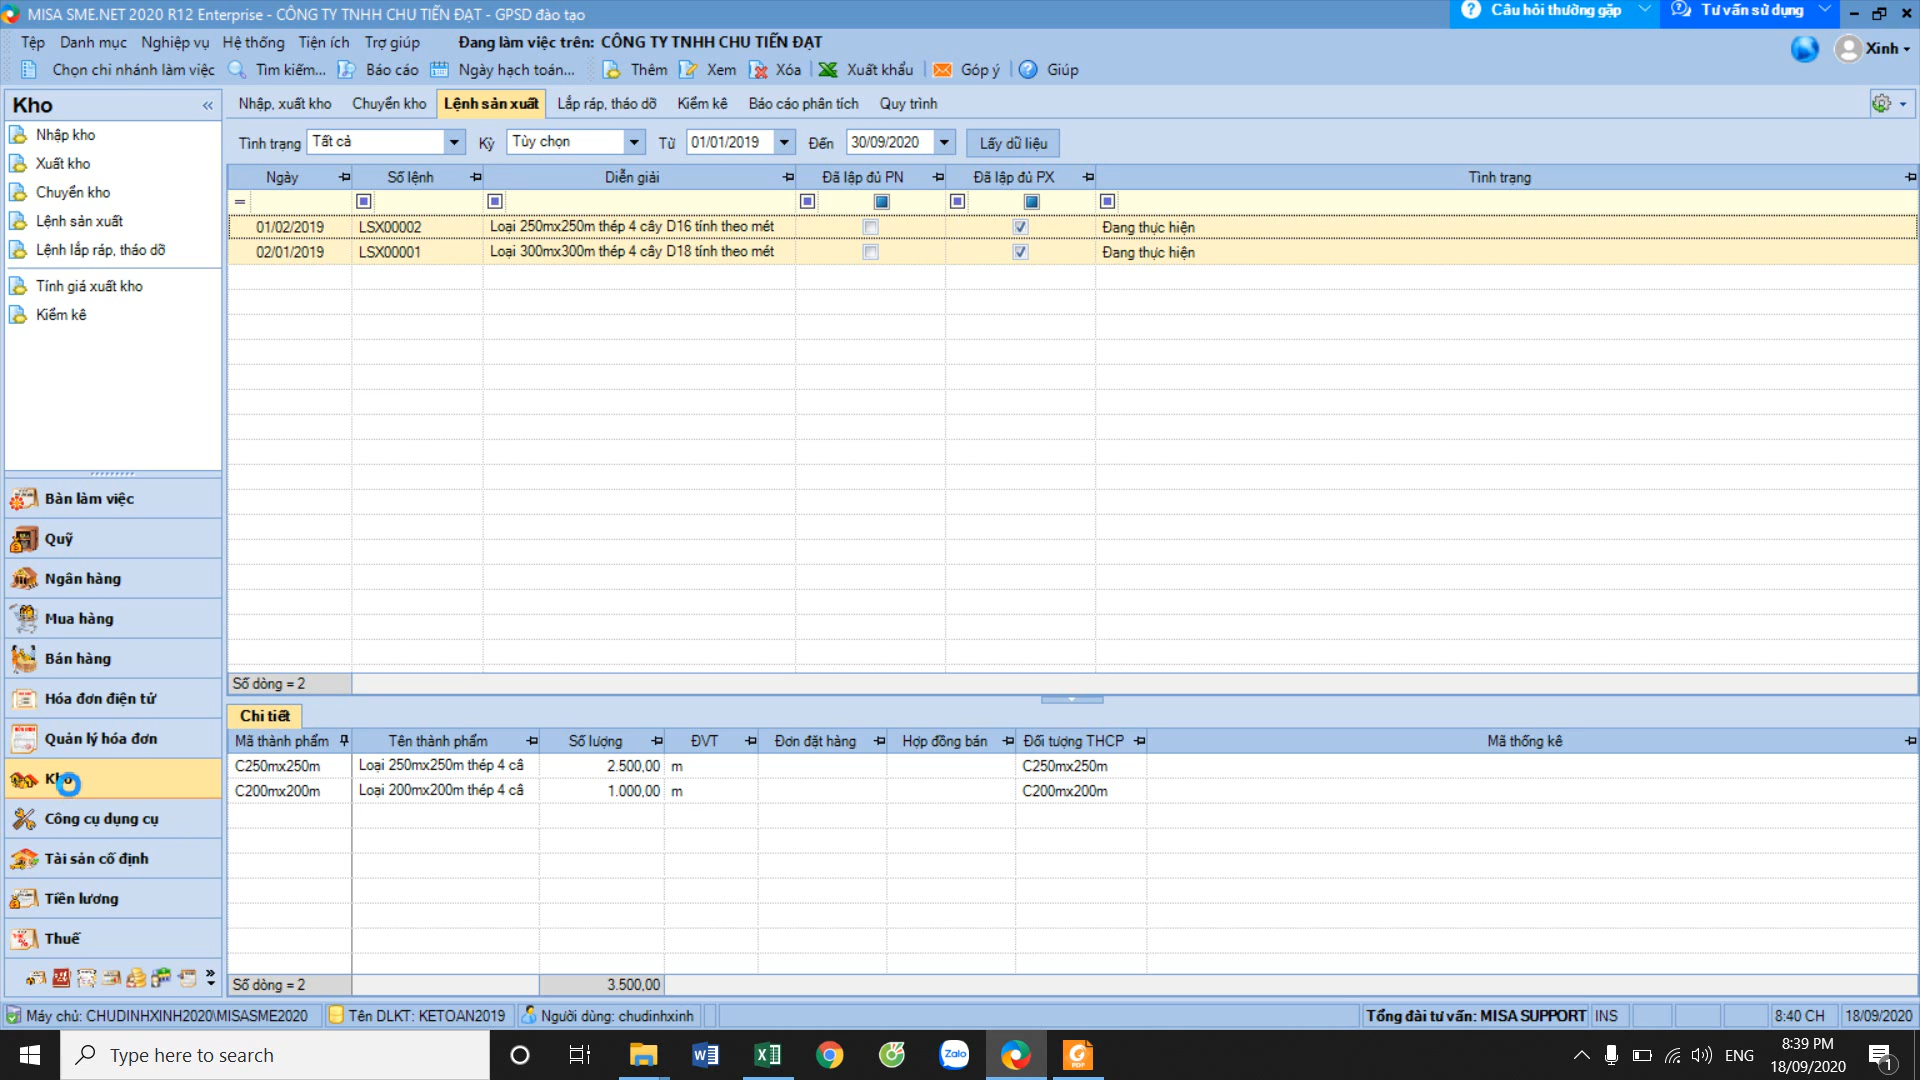 MISA SME.NET 2020 R12 Enterprise - CÔNG TY TNHH CHU TIẾN ĐẠT - GPSD đào tạo
Câu hỏi thường gặp
Tư vấn sử dụng
Tệp Danh mục Nghiệp vụ Hệ thống Tiện ích Trợ giúp Đang làm việc trên: CÔNG TY TNHH CHU TIẾN ĐẠT
Xinh
Chọn chi nhánh làm việc Tìm kiếm... Báo cáo Ngày hạch toán... Thêm Xem Xóa Xuất khẩu Góp ý Giúp
Kho
Nhập, xuất kho Chuyển kho Lệnh sản xuất Lắp ráp, tháo dỡ Kiểm kê Báo cáo phân tích Quy trình
Nhập kho
Xuất kho
Chuyển kho
Lệnh sản xuất
Lệnh lắp ráp, tháo dỡ
Tính giá xuất kho
Kiểm kê
Tình trạng Tất cả Kỳ Tùy chọn Từ 01/01/2019 Đến 30/09/2020 Lấy dữ liệu
Ngày Số lệnh Diễn giải Đã lập đủ PN Đã lập đủ PX Tình trạng
=
01/02/2019 LSX00002 Loại 250mx250m thép 4 cây D16 tính theo mét Đang thực hiện
02/01/2019 LSX00001 Loại 300mx300m thép 4 cây D18 tính theo mét Đang thực hiện
Số dòng = 2
Bàn làm việc
Quỹ
Ngân hàng
Mua hàng
Bán hàng
Hóa đơn điện tử
Quản lý hóa đơn
Kho
Công cụ dụng cụ
Tài sản cố định
Tiền lương
Thuế
Chi tiết
Mã thành phẩm Tên thành phẩm Số lượng ĐVT Đơn đặt hàng Hợp đồng bán Đối tượng THCP Mã thống kê
C250mx250m Loại 250mx250m thép 4 câ 2.500,00 m C250mx250m
C200mx200m Loại 200mx200m thép 4 câ 1.000,00 m C200mx200m
Số dòng = 2 3.500,00
Máy chủ: CHUDINHXINH2020\MISASME2020 Tên DLKT: KETOAN2019 Người dùng: chudinhxinh Tổng đài tư vấn: MISA SUPPORT INS 8:40 CH 18/09/2020
Type here to search
Zalo
PDF
ENG
8:39 PM
18/09/2020
1